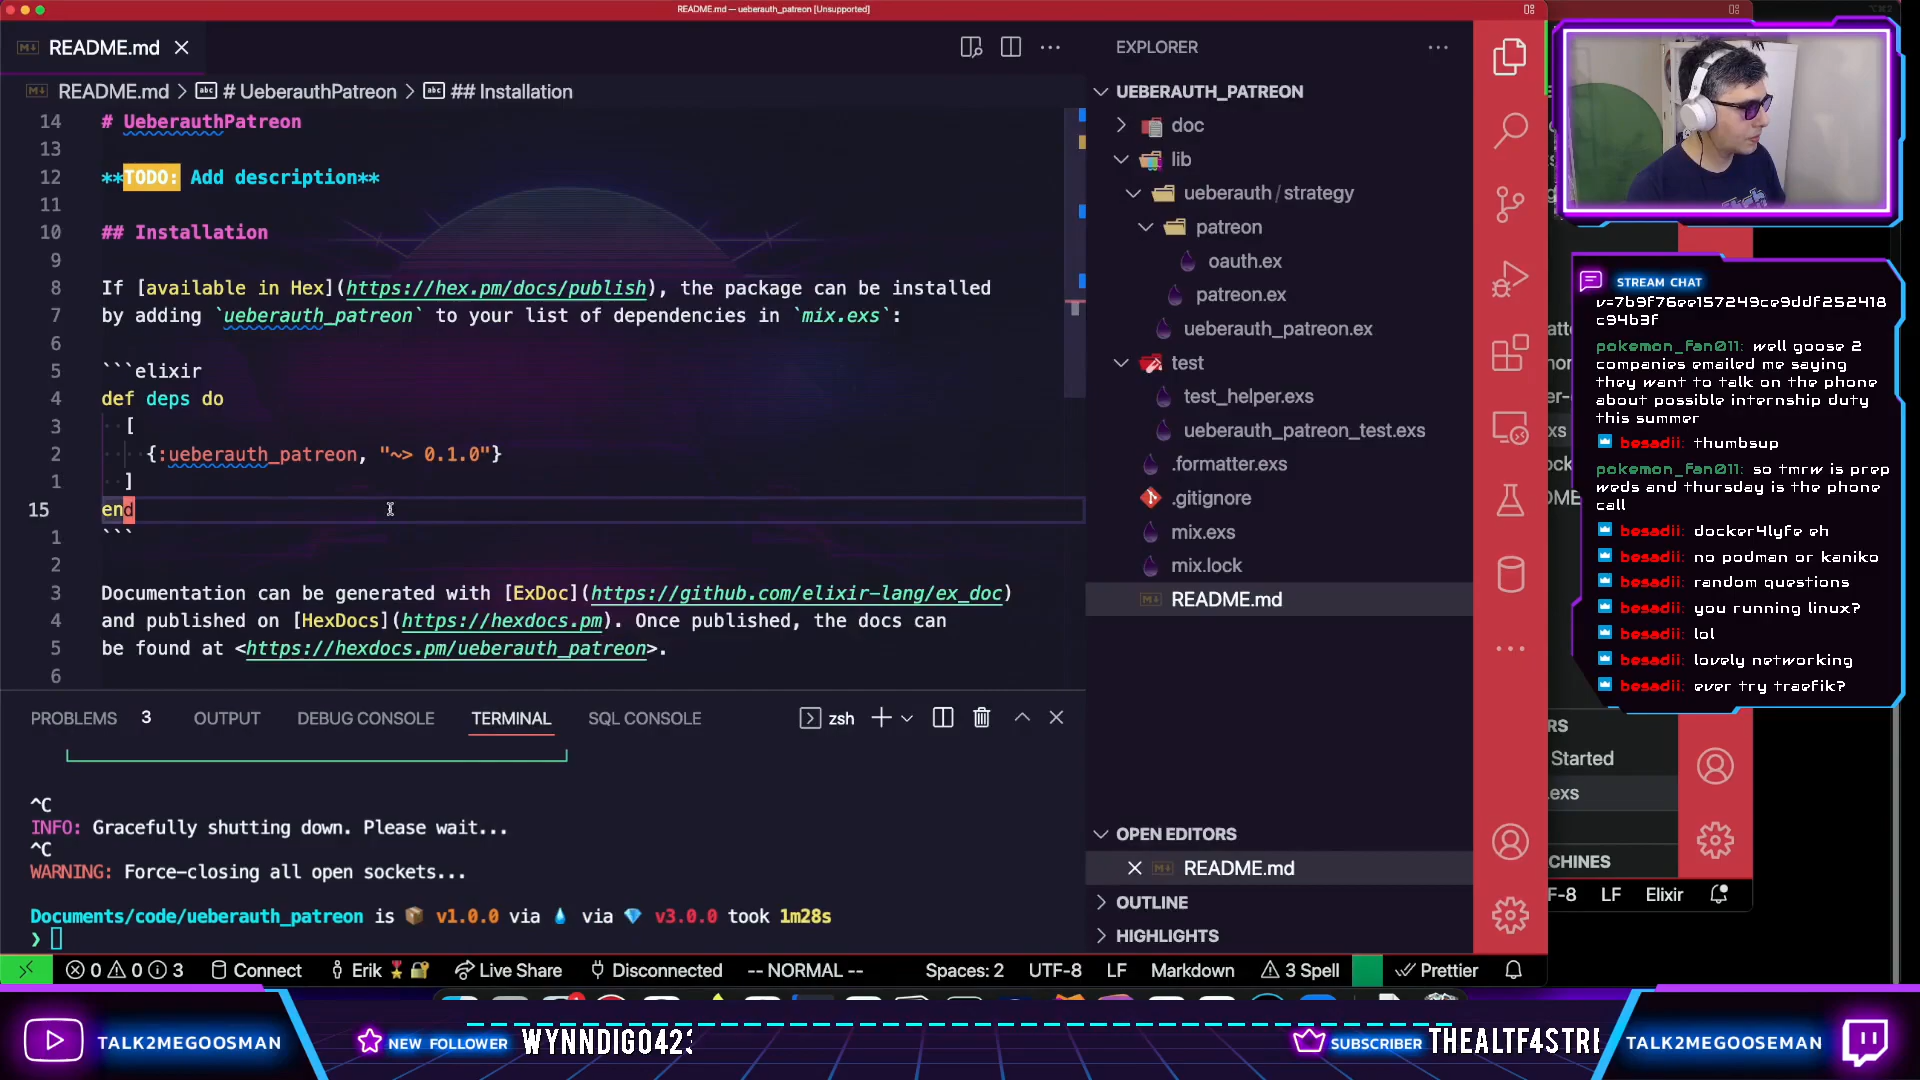 README.md — ueberauth_patreon [Unsupported]
README.md
EXPLORER
README.md > # UeberauthPatreon > ## Installation
14 # UeberauthPatreon
13
12 **TODO: Add description**
11
10 ## Installation
9
8 If [available in Hex](https://hex.pm/docs/publish), the package can be installed
7 by adding `ueberauth_patreon` to your list of dependencies in `mix.exs`:
6
5 ```elixir
4 def deps do
3 [
2 {:ueberauth_patreon, "~> 0.1.0"}
1 ]
15 end
1 ```
2
3 Documentation can be generated with [ExDoc](https://github.com/elixir-lang/ex_doc)
4 and published on [HexDocs](https://hexdocs.pm). Once published, the docs can
5 be found at <https://hexdocs.pm/ueberauth_patreon>.
6
UEBERAUTH_PATREON
doc
lib
ueberauth / strategy
patreon
oauth.ex
patreon.ex
ueberauth_patreon.ex
test
test_helper.exs
ueberauth_patreon_test.exs
.formatter.exs
.gitignore
mix.exs
mix.lock
README.md
OPEN EDITORS
README.md
OUTLINE
HIGHLIGHTS
PROBLEMS 3 OUTPUT DEBUG CONSOLE TERMINAL SQL CONSOLE zsh
^C
INFO: Gracefully shutting down. Please wait...
^C
WARNING: Force-closing all open sockets...
Documents/code/ueberauth_patreon is v1.0.0 via via v3.0.0 took 1m28s
❯
0 0 3 Connect Erik Live Share Disconnected -- NORMAL -- Spaces: 2 UTF-8 LF Markdown 3 Spell Prettier
STREAM CHAT
v=7b9f76ee157249ce9ddf252418
c94b3f
pokemon_fan011: well goose 2
companies emailed me saying
they want to talk on the phone
about possible internship duty
this summer
besadii: thumbsup
pokemon_fan011: so tmrw is prep
weds and thursday is the phone
call
besadii: docker4lyfe eh
besadii: no podman or kaniko
besadii: random questions
besadii: you running linux?
besadii: lol
besadii: lovely networking
besadii: ever try traefik?
RS
Started
.exs
CHINES
F-8 LF Elixir
TALK2MEGOOSMAN
NEW FOLLOWER WYNNDIGO423
SUBSCRIBER THEALTF4STRE
TALK2MEGOOSEMAN